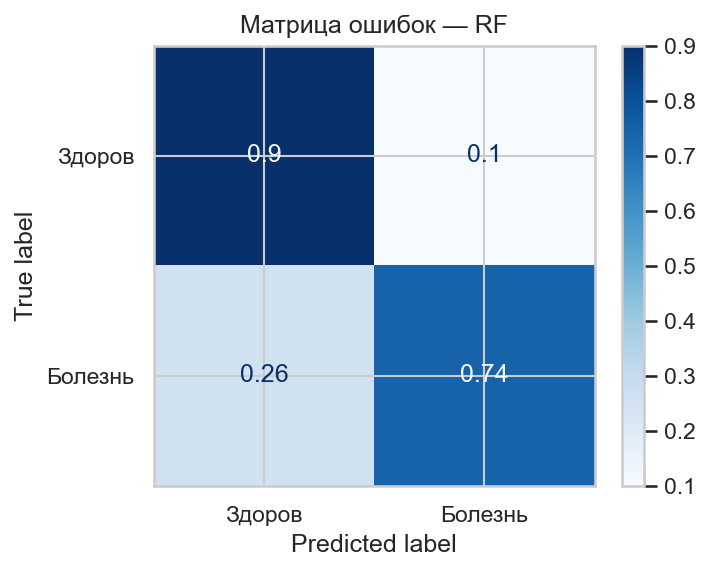 Матрица ошибок — RF
True label
Здоров
0.9
0.1
Болезнь
0.26
0.74
Здоров
Болезнь
Predicted label
0.9
0.8
0.7
0.6
0.5
0.4
0.3
0.2
0.1